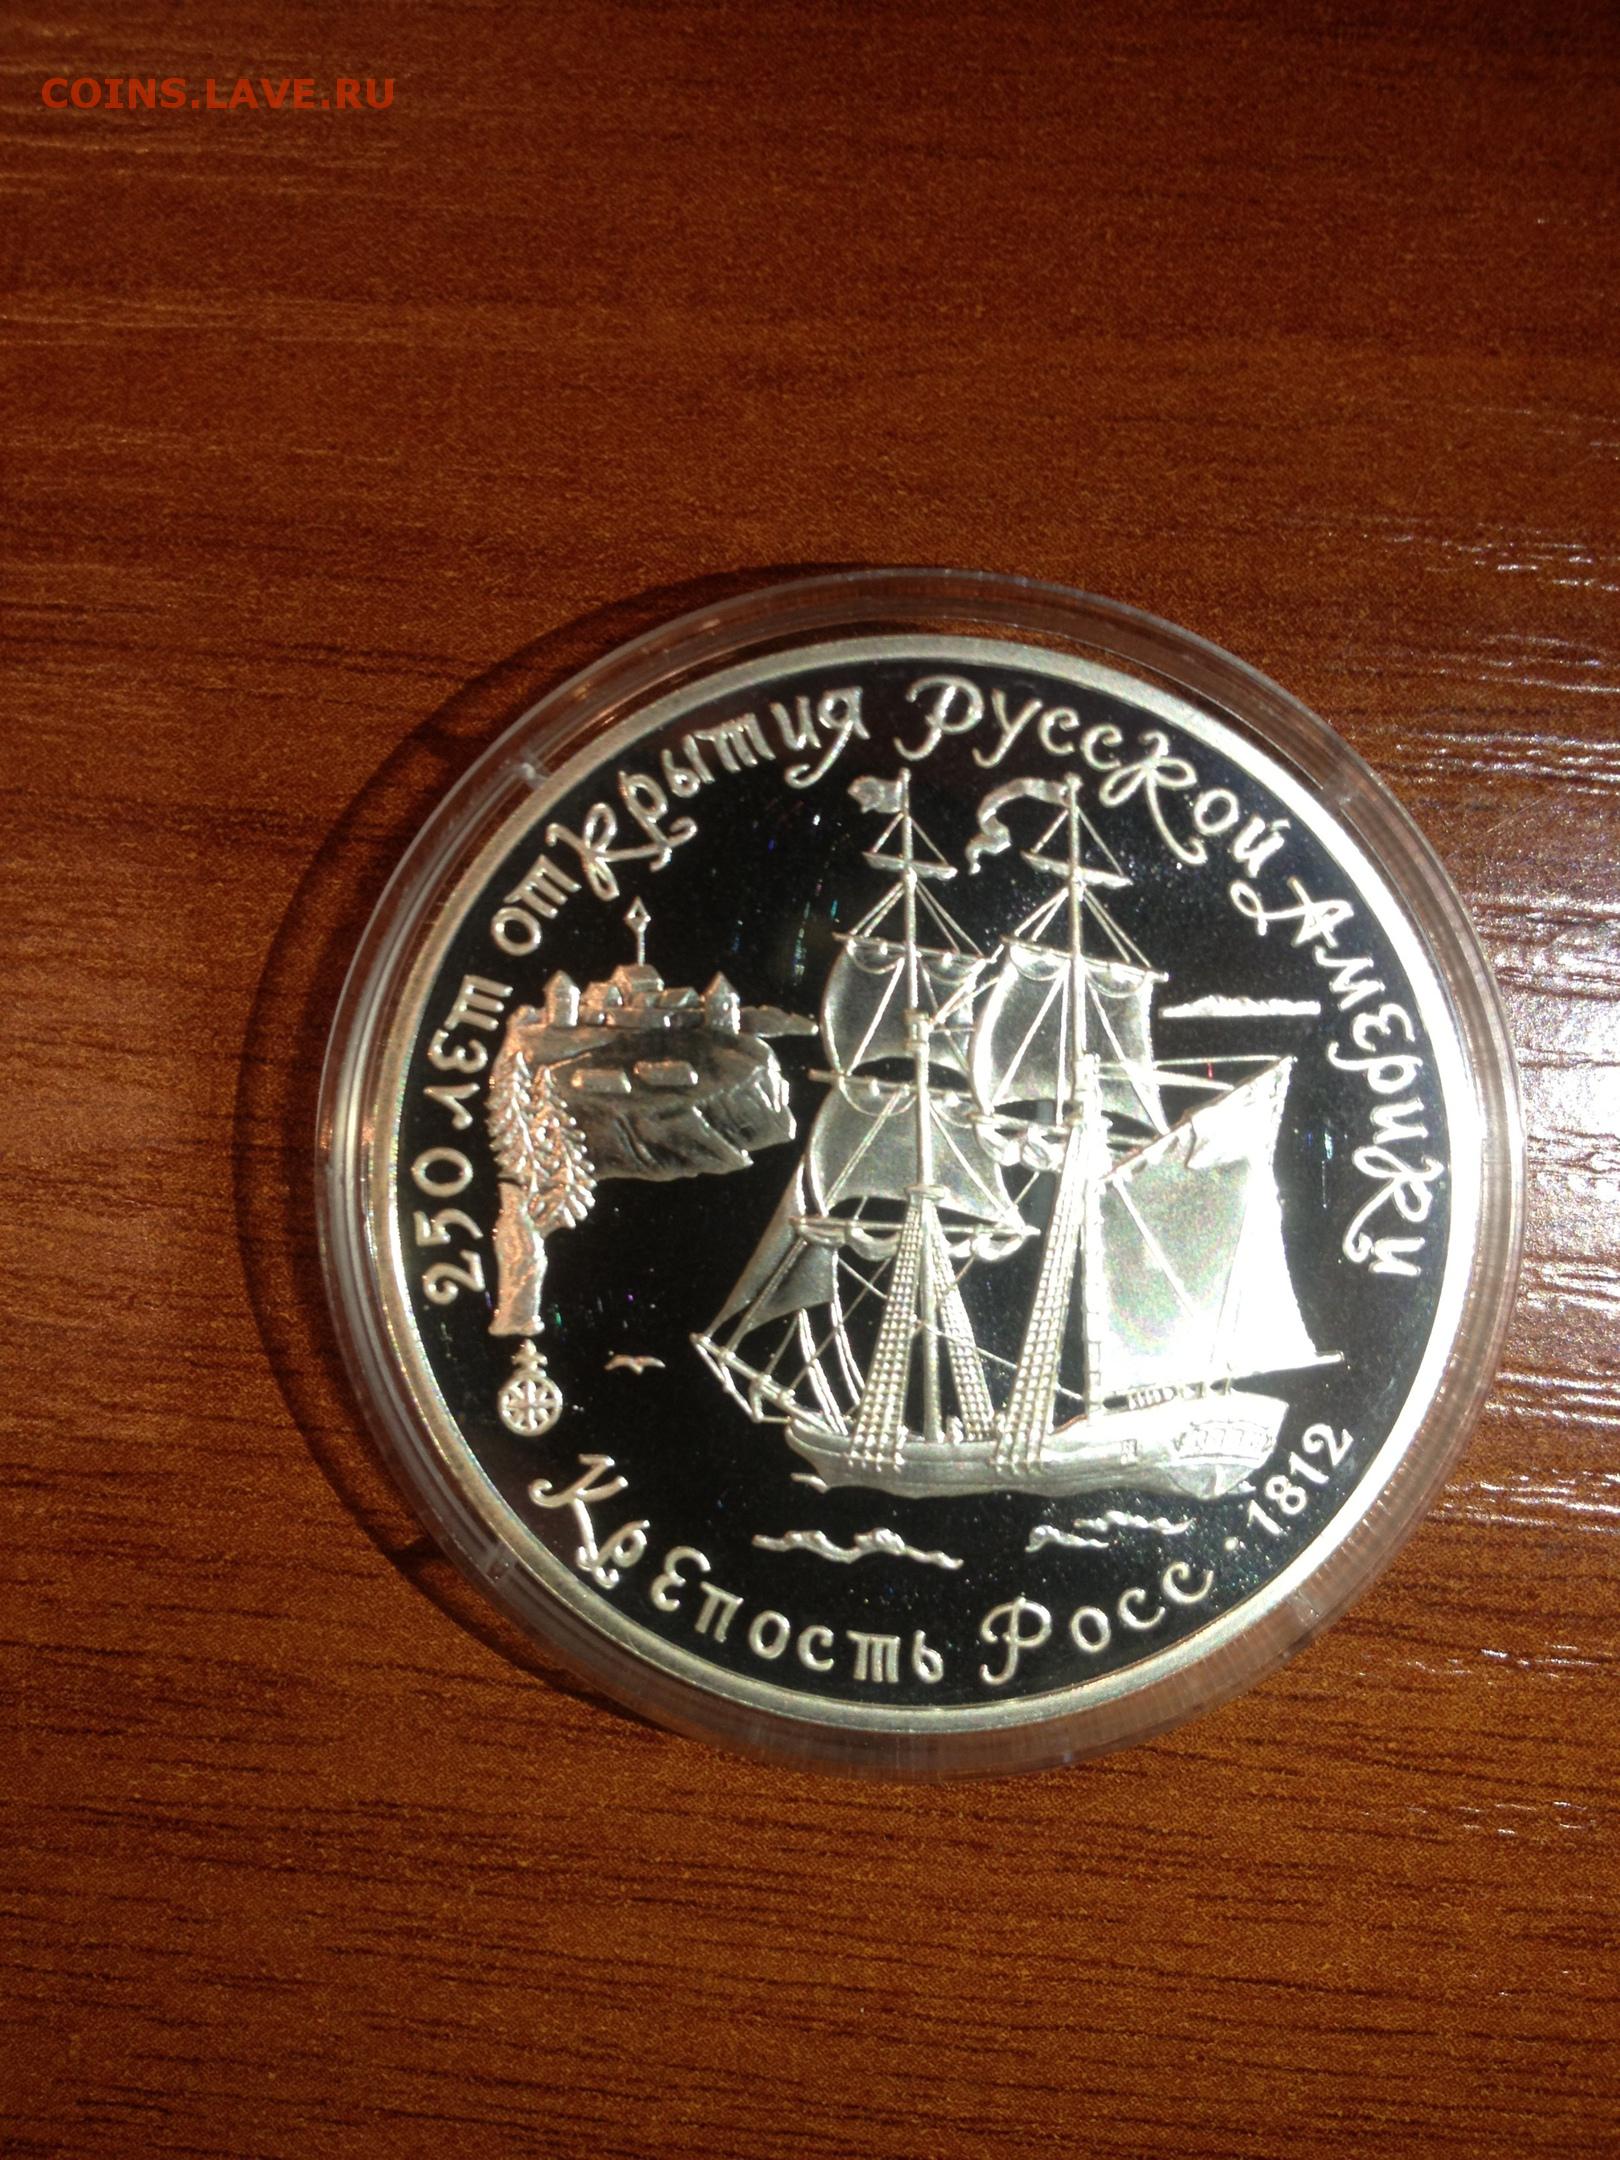 COINS.LAVE.RU
250 лет открытия Русской Америки
Крепость Росс · 1812